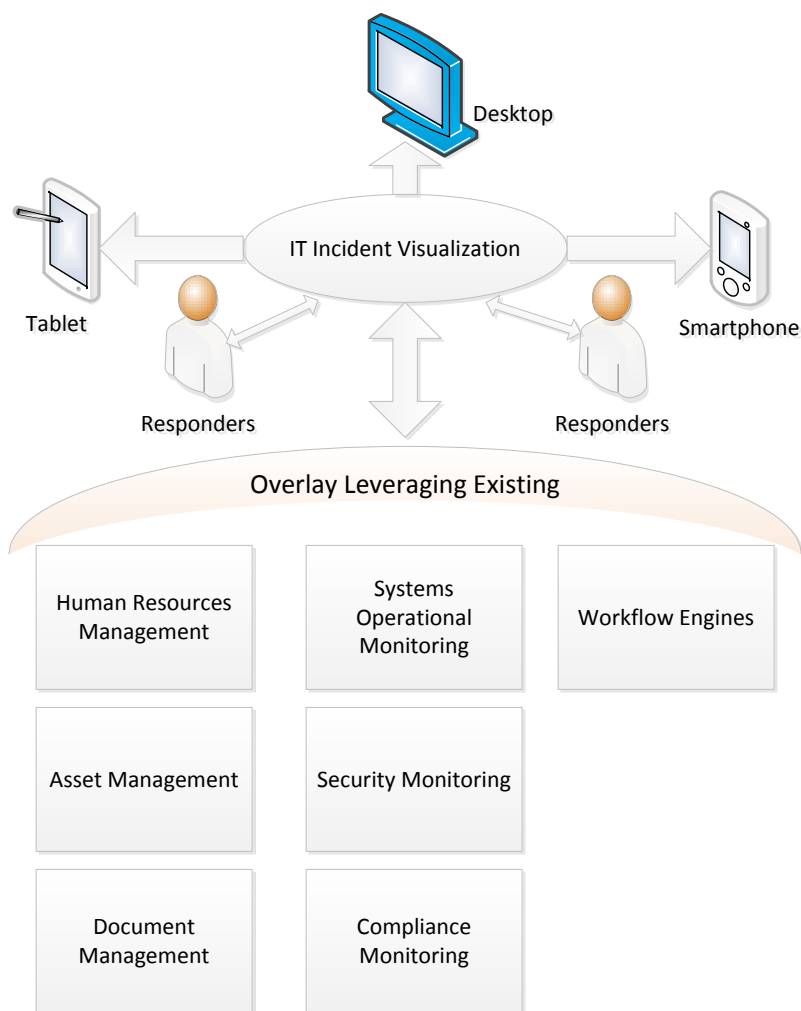 Desktop
IT Incident Visualization
Tablet
Smartphone
Responders
Responders
Overlay Leveraging Existing
Human Resources
Management
Systems
Operational
Monitoring
Workflow Engines
Asset Management
Security Monitoring
Document
Management
Compliance
Monitoring